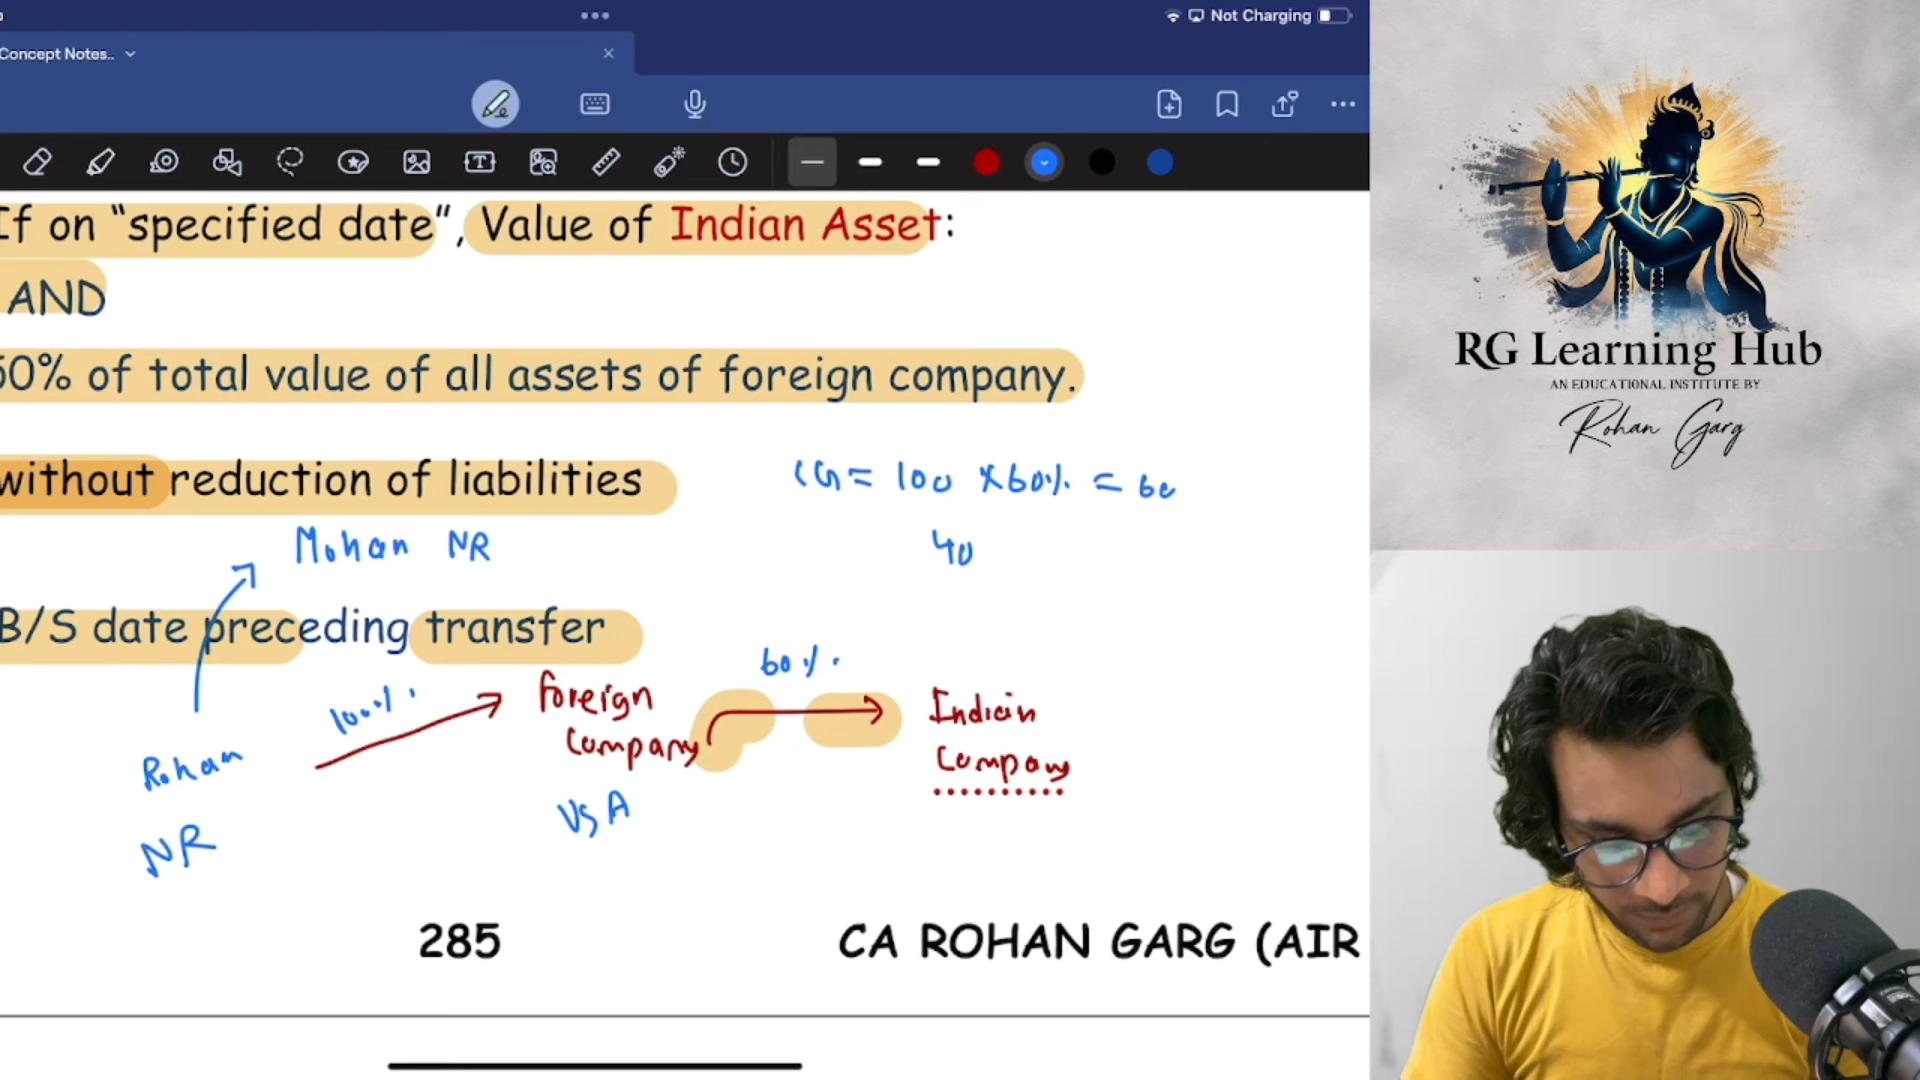 Not Charging
Concept Notes..
If on “specified date”, Value of Indian Asset:
AND
50% of total value of all assets of foreign company.
without reduction of liabilities
CG = 100 x 60% = 60
40
Mohan NR
B/S date preceding transfer
60%.
100%.
Foreign
Company
Indian
Company
Rohan
NR
USA
285
CA ROHAN GARG (AIR
RG Learning Hub
AN EDUCATIONAL INSTITUTE BY
Rohan Garg